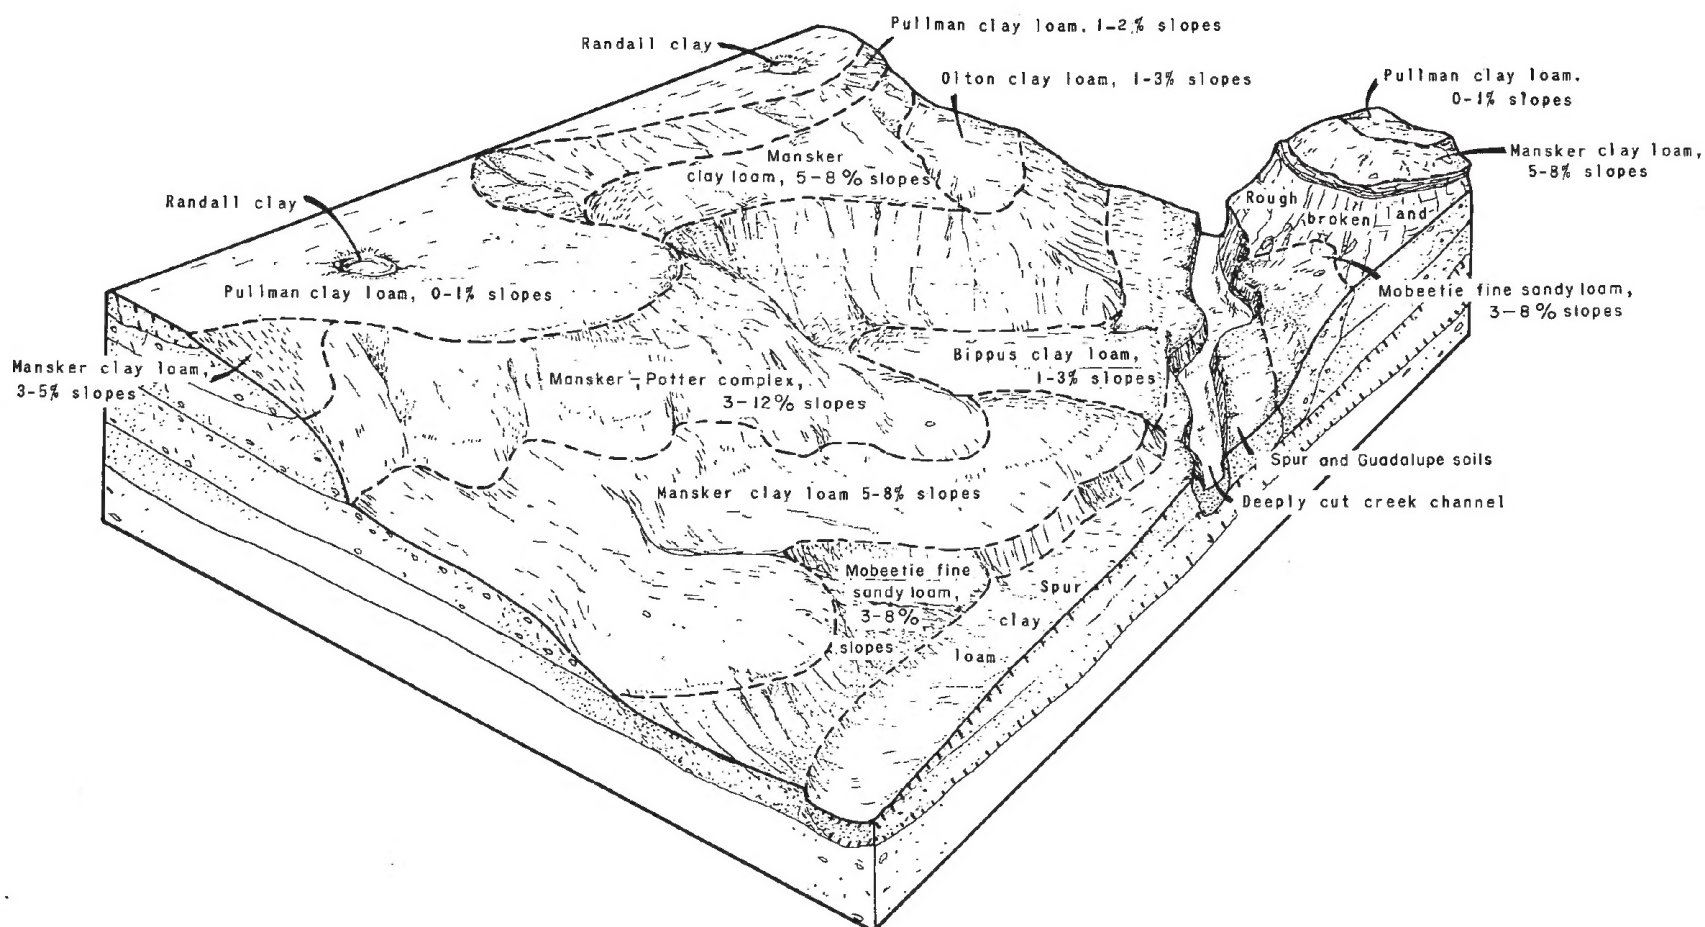 Pullman clay loam, 1-2% slopes
Randall clay
Olton clay loam, 1-3% slopes
Pullman clay loam.
0-1% slopes
Mansker
clay loam, 5-8% slopes
Mansker clay loam,
5-8% slopes
Randall clay
Rough
broken land
Pullman clay loam, 0-1% slopes
Mobeetie fine sandy loam,
3-8% slopes
Bippus clay loam,
1-3% slopes
Mansker clay loam,
3-5% slopes
Mansker-Potter complex,
3-12% slopes
Spur and Guadalupe soils
Mansker clay loam 5-8% slopes
Deeply cut creek channel
Mobeetie fine
sandy loam,
3-8%
slopes
Spur
clay
loam